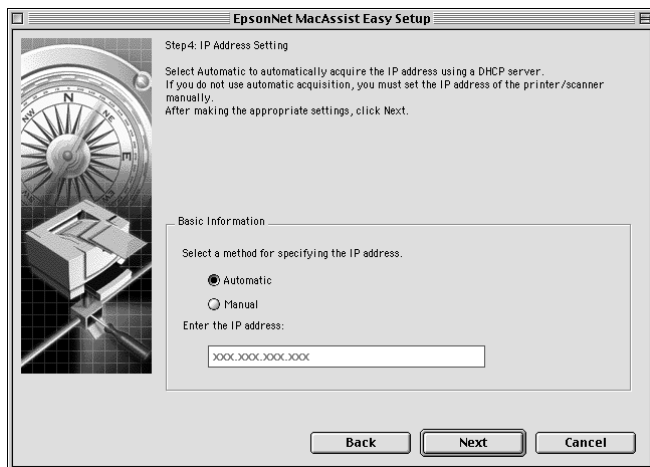 EpsonNet MacAssist Easy Setup
Step4: IP Address Setting
Select Automatic to automatically acquire the IP address using a DHCP server.
If you do not use automatic acquisition, you must set the IP address of the printer/scanner
manually.
After making the appropriate settings, click Next.
N
NE
E
Basic Information
Select a method for specifying the IP address.
Automatic
Manual
Enter the IP address:
xxx.xxx.xxx.xxx
Back
Next
Cancel